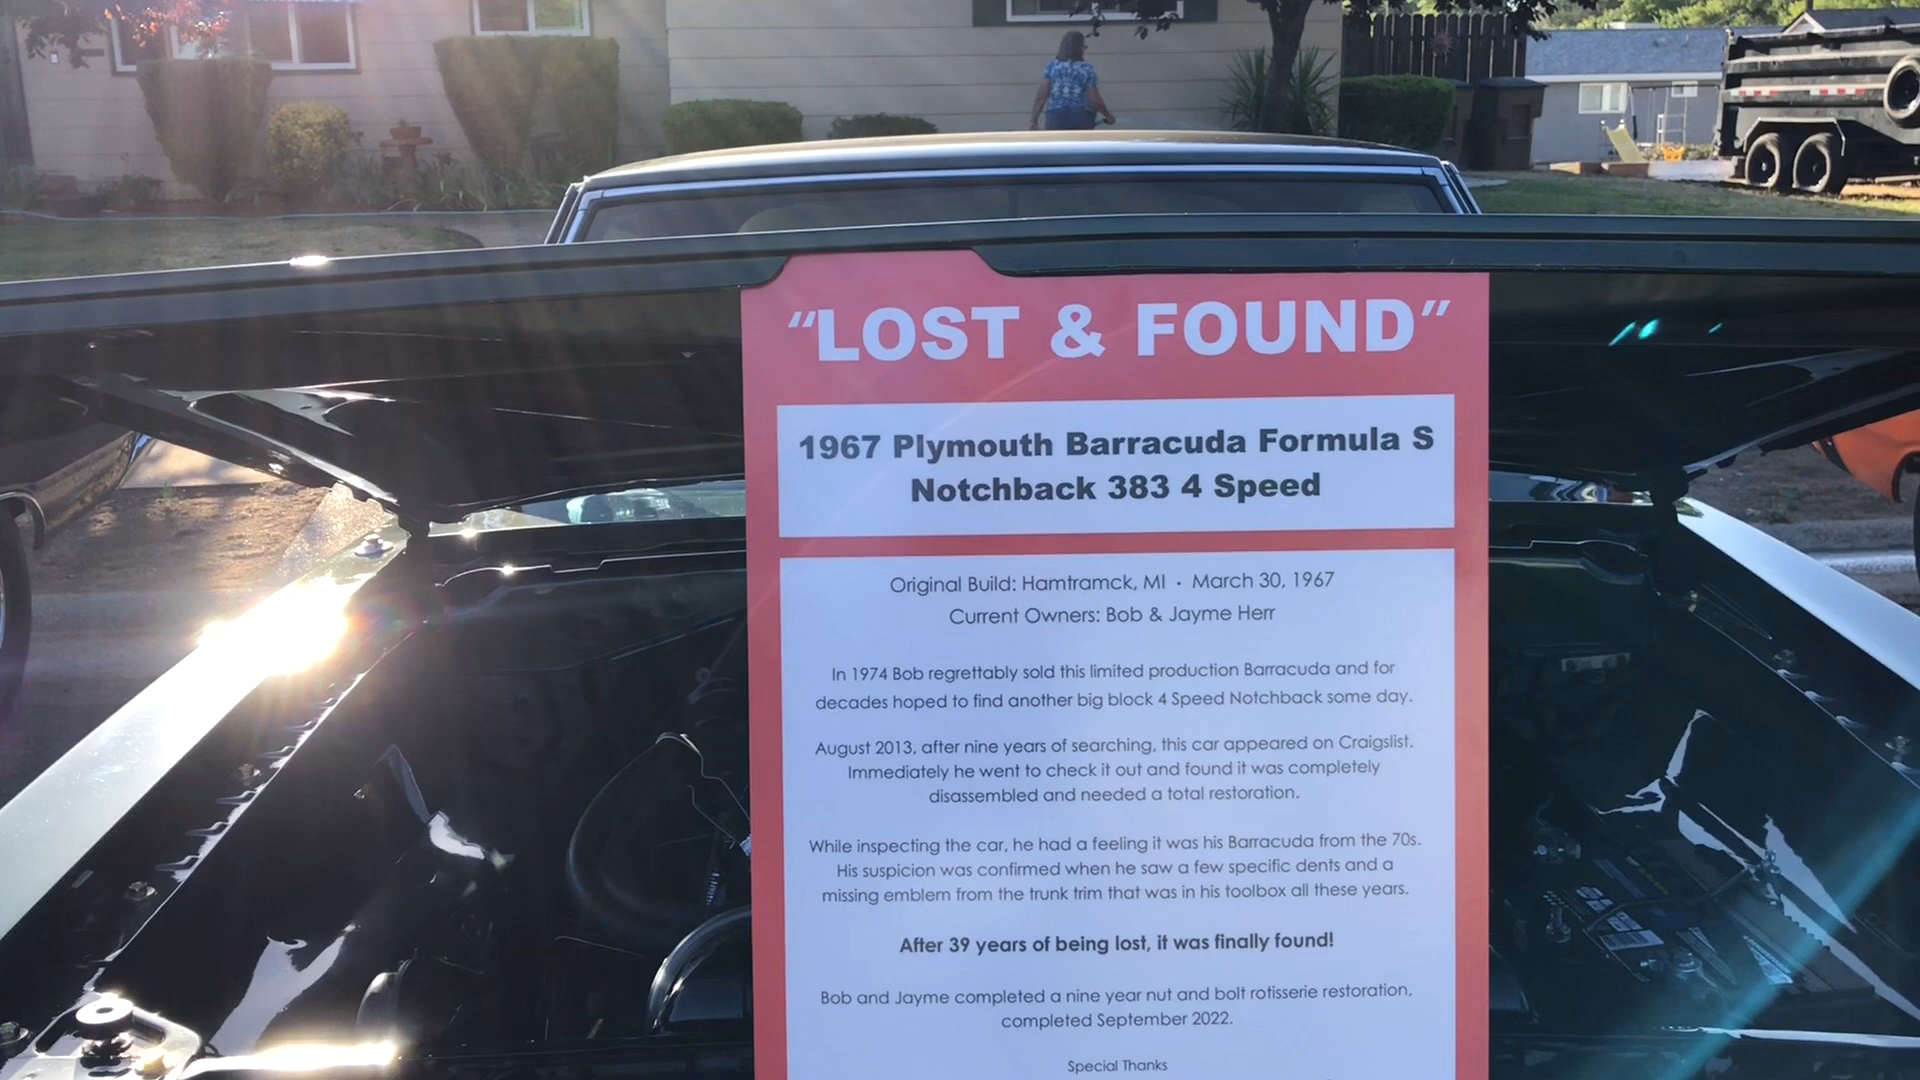 “LOST & FOUND”
1967 Plymouth Barracuda Formula S
Notchback 383 4 Speed
Original Build: Hamtramck, MI · March 30, 1967
Current Owners: Bob & Jayme Herr
In 1974 Bob regrettably sold this limited production Barracuda and for
decades hoped to find another big block 4 Speed Notchback some day.
August 2013, after nine years of searching, this car appeared on Craigslist.
Immediately he went to check it out and found it was completely
disassembled and needed a total restoration.
While inspecting the car, he had a feeling it was his Barracuda from the 70s.
His suspicion was confirmed when he saw a few specific dents and a
missing emblem from the trunk trim that was in his toolbox all these years.
After 39 years of being lost, it was finally found!
Bob and Jayme completed a nine year nut and bolt rotisserie restoration,
completed September 2022.
Special Thanks